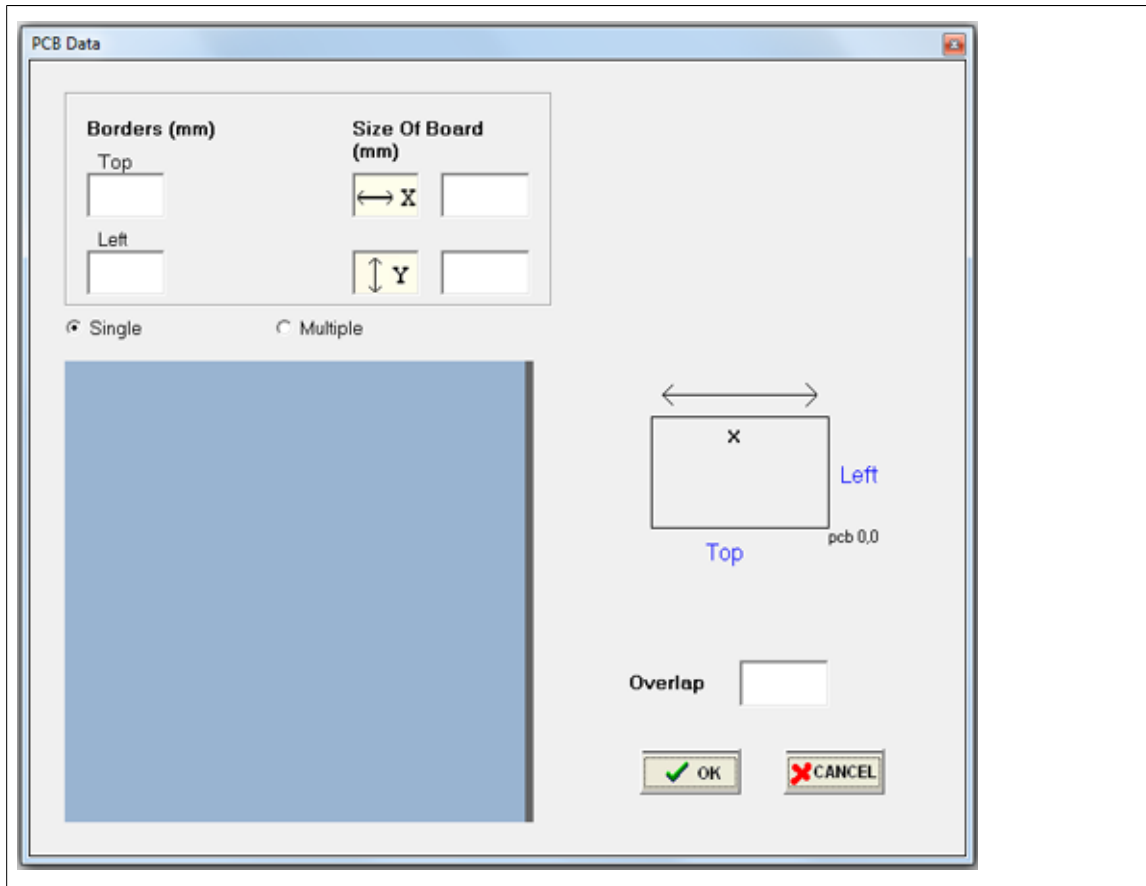 PCB Data
Borders (mm)
Size Of Board
(mm)
Top
X
Left
Y
Single
Multiple
x
Left
pcb 0,0
Top
Overlap
OK
CANCEL